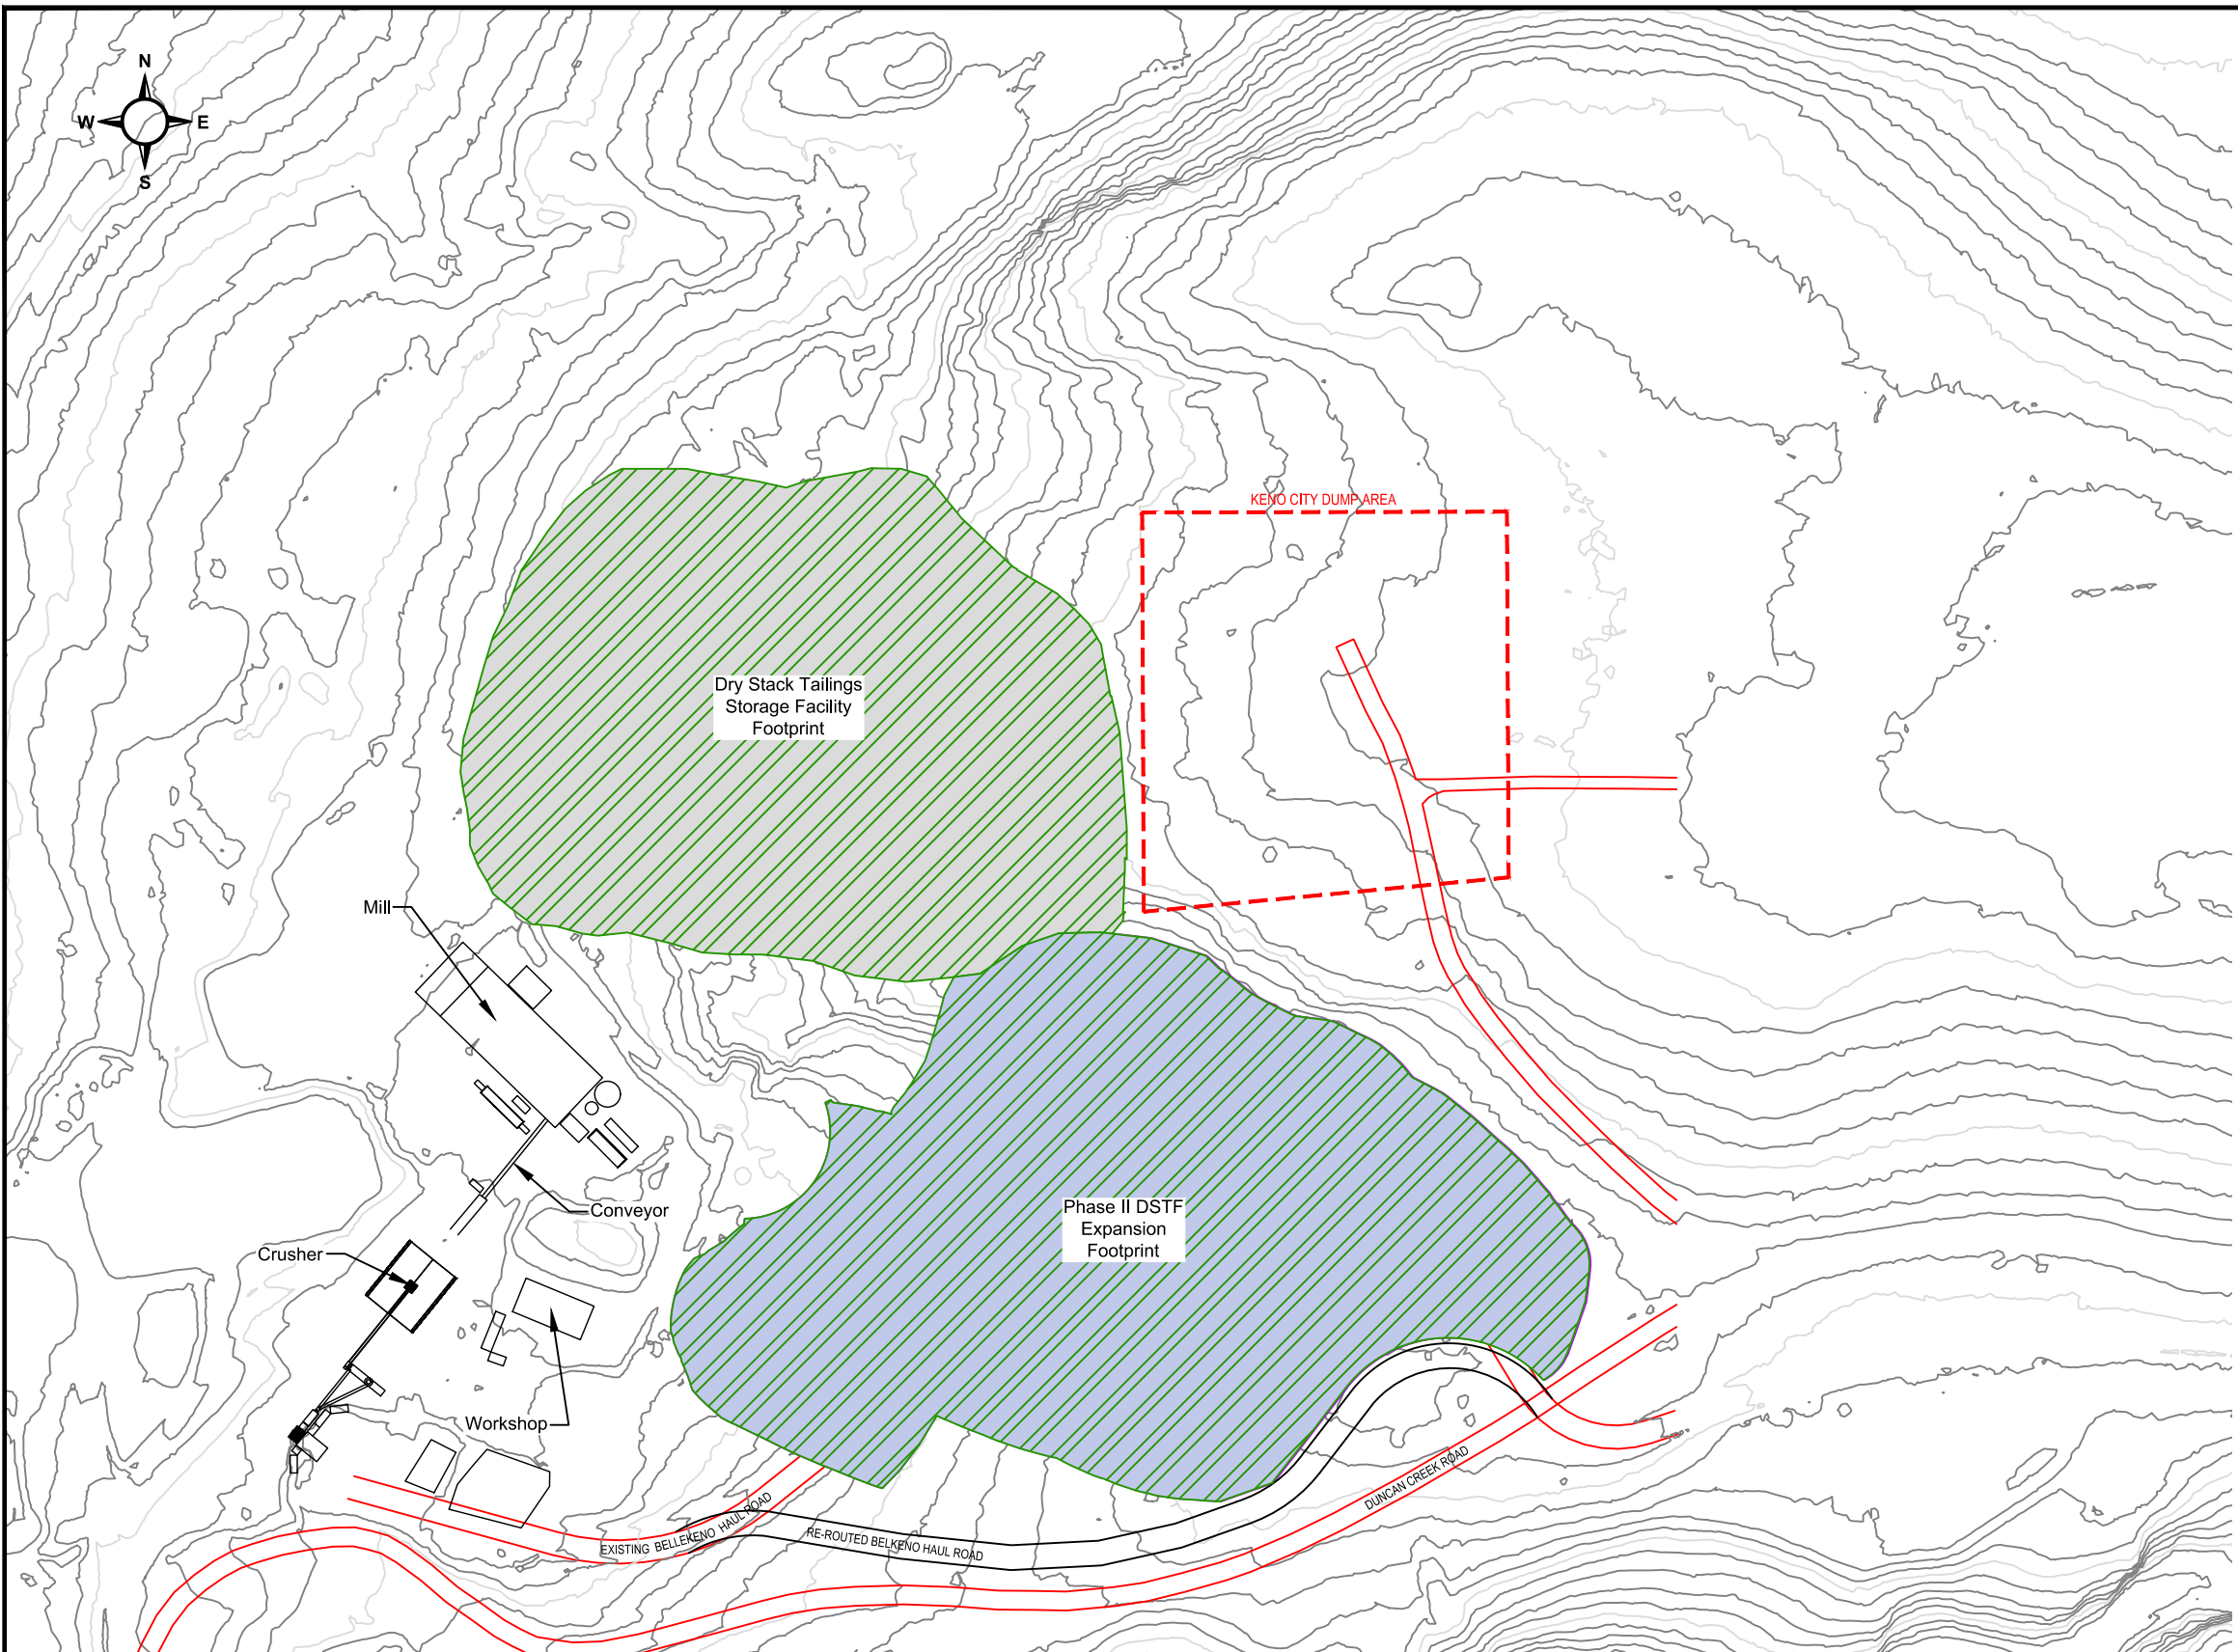 N
W E
S
KENO CITY DUMP AREA
Dry Stack Tailings
Storage Facility
Footprint
Mill
Conveyor
Phase II DSTF
Expansion
Footprint
Crusher
Workshop
DUNCAN CREEK ROAD
EXISTING BELLEKENO HAUL ROAD
RE-ROUTED BELKENO HAUL ROAD